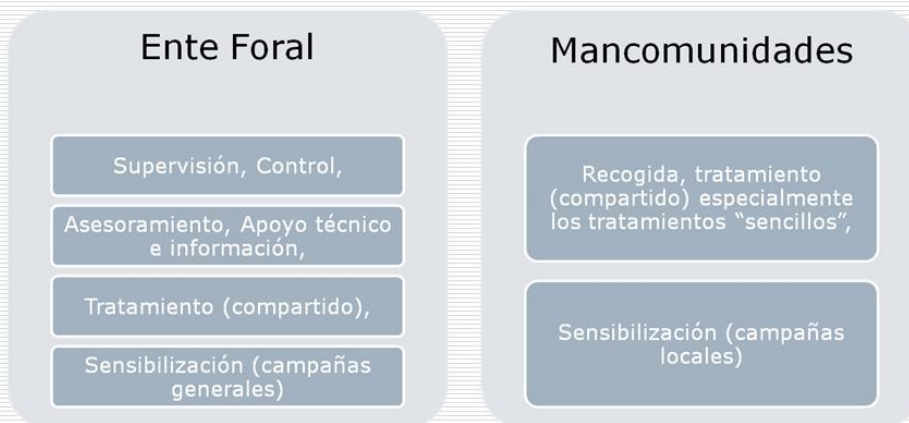 Ente Foral
Supervisión, Control,
Asesoramiento, Apoyo técnico
e información,
Tratamiento (compartido),
Sensibilización (campañas
generales)
Mancomunidades
Recogida, tratamiento
(compartido) especialmente
los tratamientos “sencillos”,
Sensibilización (campañas
locales)